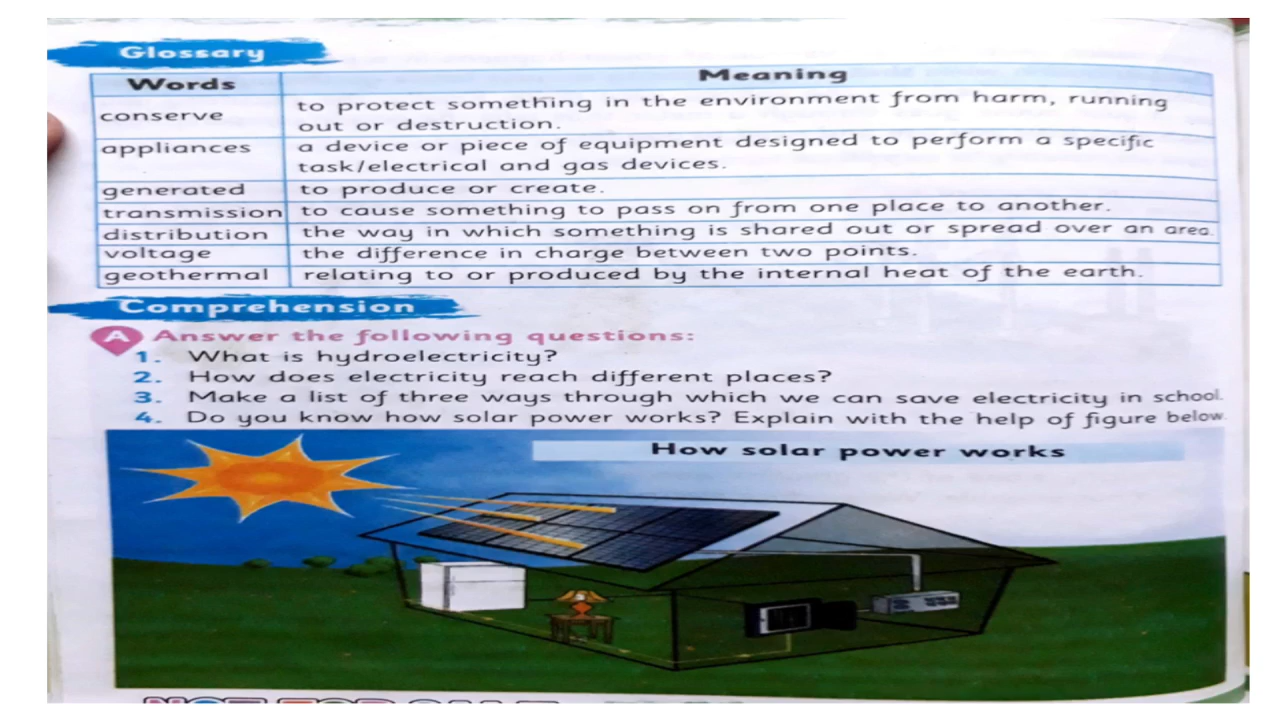 Glossary
Words Meaning
conserve to protect something in the environment from harm, running
out or destruction.
appliances a device or piece of equipment designed to perform a specific
task/electrical and gas devices.
generated to produce or create.
transmission to cause something to pass on from one place to another.
distribution the way in which something is shared out or spread over an area.
voltage the difference in charge between two points.
geothermal relating to or produced by the internal heat of the earth.
Comprehension
A Answer the following questions:
1. What is hydroelectricity?
2. How does electricity reach different places?
3. Make a list of three ways through which we can save electricity in school.
4. Do you know how solar power works? Explain with the help of figure below.
How solar power works